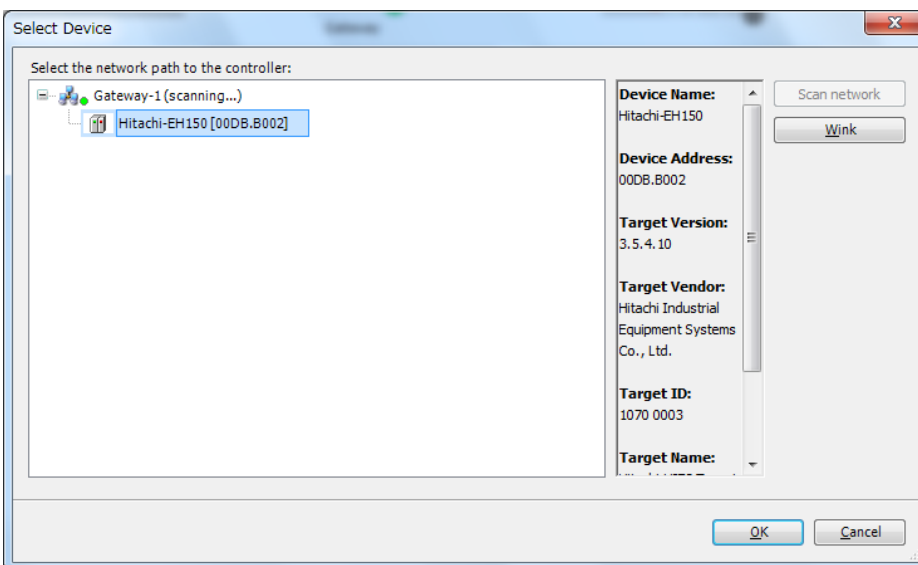 Select Device
Select the network path to the controller:
Gateway-1 (scanning...)
Hitachi-EH150 [00DB.B002]
Device Name:
Hitachi-EH150
Device Address:
00DB.B002
Target Version:
3.5.4.10
Target Vendor:
Hitachi Industrial
Equipment Systems
Co., Ltd.
Target ID:
1070 0003
Target Name:
Scan network
Wink
OK
Cancel